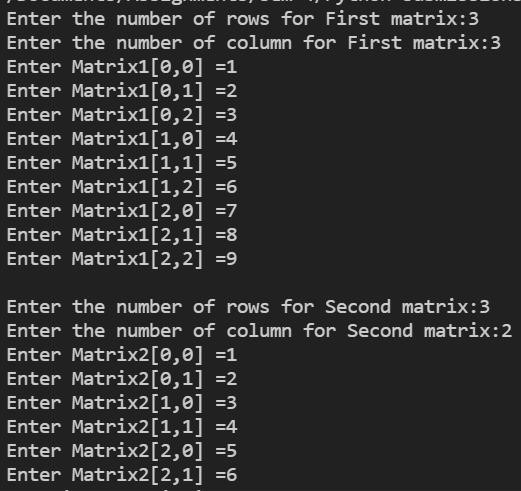 Enter the number of rows for First matrix:3
Enter the number of column for First matrix:3
Enter Matrix1[0,0] =1
Enter Matrix1[0,1] =2
Enter Matrix1[0,2] =3
Enter Matrix1[1,0] =4
Enter Matrix1[1,1] =5
Enter Matrix1[1,2] =6
Enter Matrix1[2,0] =7
Enter Matrix1[2,1] =8
Enter Matrix1[2,2] =9
Enter the number of rows for Second matrix:3
Enter the number of column for Second matrix:2
Enter Matrix2[0,0] =1
Enter Matrix2[0,1] =2
Enter Matrix2[1,0] =3
Enter Matrix2[1,1] =4
Enter Matrix2[2,0] =5
Enter Matrix2[2,1] =6